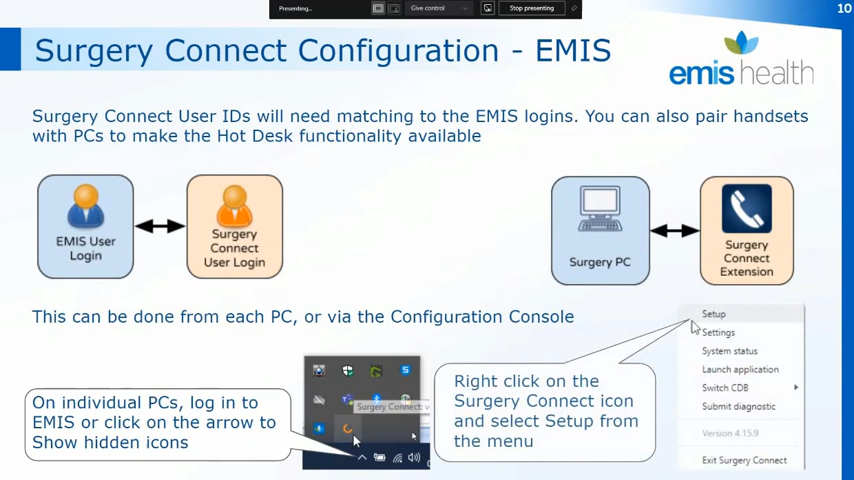 Presenting...
Give control
Stop presenting
10
Surgery Connect Configuration - EMIS
emis health
Surgery Connect User IDs will need matching to the EMIS logins. You can also pair handsets
with PCs to make the Hot Desk functionality available
EMIS User
Login
Surgery
Connect
User Login
Surgery PC
Surgery
Connect
Extension
This can be done from each PC, or via the Configuration Console
On individual PCs, log in to
EMIS or click on the arrow to
Show hidden icons
Surgery Connect: v
Right click on the
Surgery Connect icon
and select Setup from
the menu
Setup
Settings
System status
Launch application
Switch CDB
Submit diagnostic
Version 4.15.9
Exit Surgery Connect